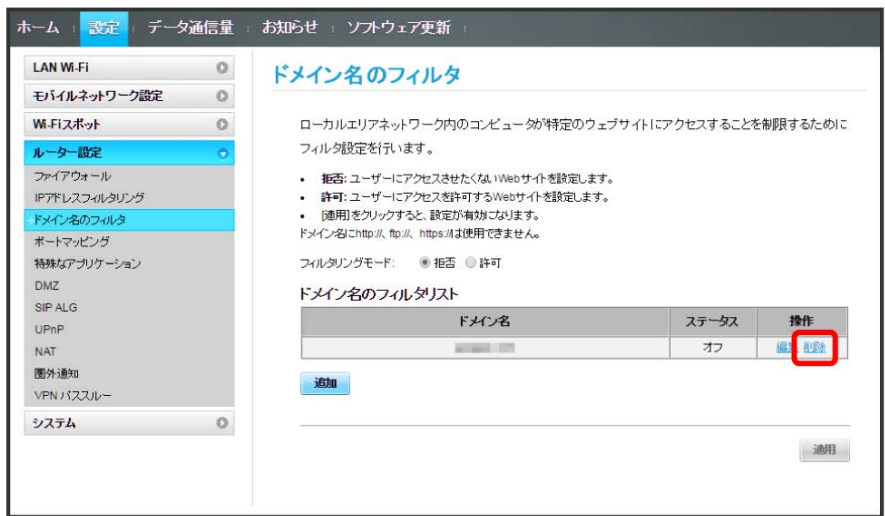 ホーム 設定 データ通信量 お知らせ ソフトウェア更新
LAN Wi-Fi
モバイルネットワーク設定
Wi-Fiスポット
ルーター設定
ファイアウォール
IPアドレスフィルタリング
ドメイン名のフィルタ
ポートマッピング
特殊なアプリケーション
DMZ
SIP ALG
UPnP
NAT
圏外通知
VPN パススルー
システム
ドメイン名のフィルタ
ローカルエリアネットワーク内のコンピュータが特定のウェブサイトにアクセスすることを制限するために
フィルタ設定を行います。
• 拒否: ユーザーにアクセスさせたくないWebサイトを設定します。
• 許可: ユーザーにアクセスを許可するWebサイトを設定します。
• [適用]をクリックすると、設定が有効になります。
ドメイン名にhttp://、ftp://、https://は使用できません。
フィルタリングモード: 拒否 許可
ドメイン名のフィルタリスト
ドメイン名 ステータス 操作
オフ 編集 削除
追加
適用